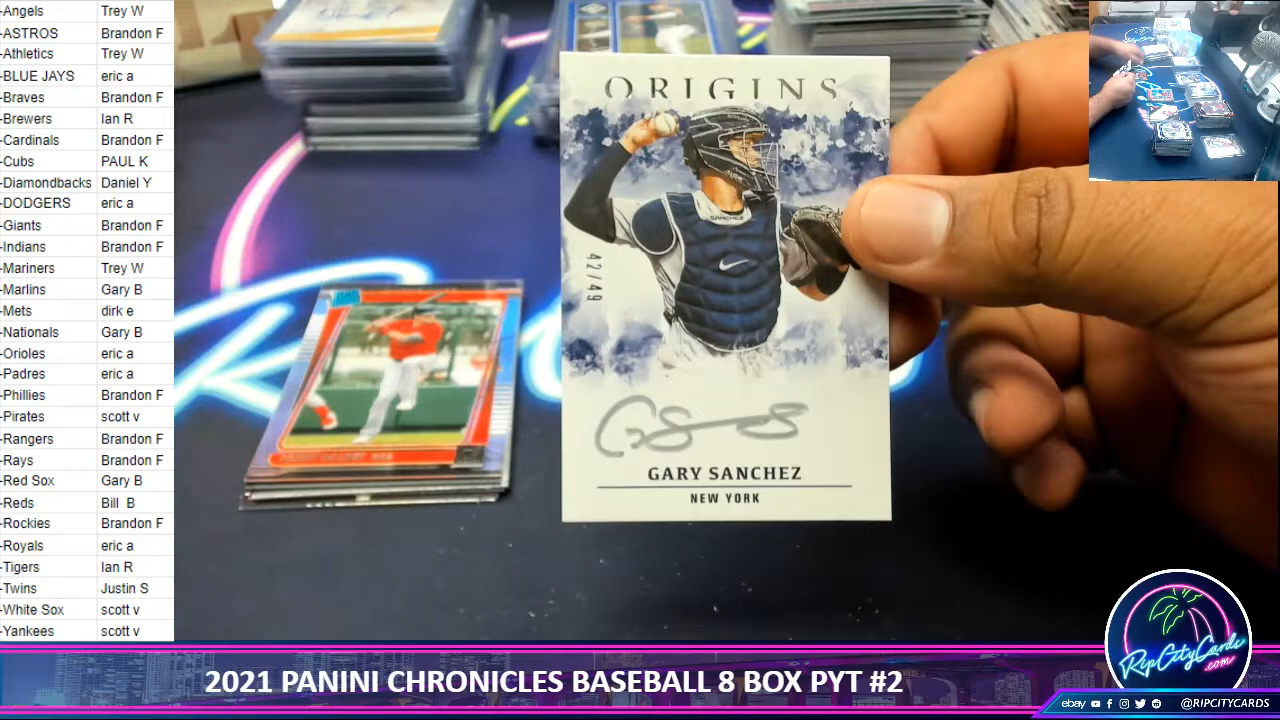 -Angels Trey W
-ASTROS Brandon F
-Athletics Trey W
-BLUE JAYS eric a
-Braves Brandon F
-Brewers Ian R
-Cardinals Brandon F
-Cubs PAUL K
-Diamondbacks Daniel Y
-DODGERS eric a
-Giants Brandon F
-Indians Brandon F
-Mariners Trey W
-Marlins Gary B
-Mets dirk e
-Nationals Gary B
-Orioles eric a
-Padres eric a
-Phillies Brandon F
-Pirates scott v
-Rangers Brandon F
-Rays Brandon F
-Red Sox Gary B
-Reds Bill B
-Rockies Brandon F
-Royals eric a
-Tigers Ian R
-Twins Justin S
-White Sox scott v
-Yankees scott v
ORIGINS
SANCHEZ
42/49
GARY SANCHEZ
NEW YORK
RipCityCards
.com
2021 PANINI CHRONICLES BASEBALL 8 BOX PYT #2
ebay @RIPCITYCARDS